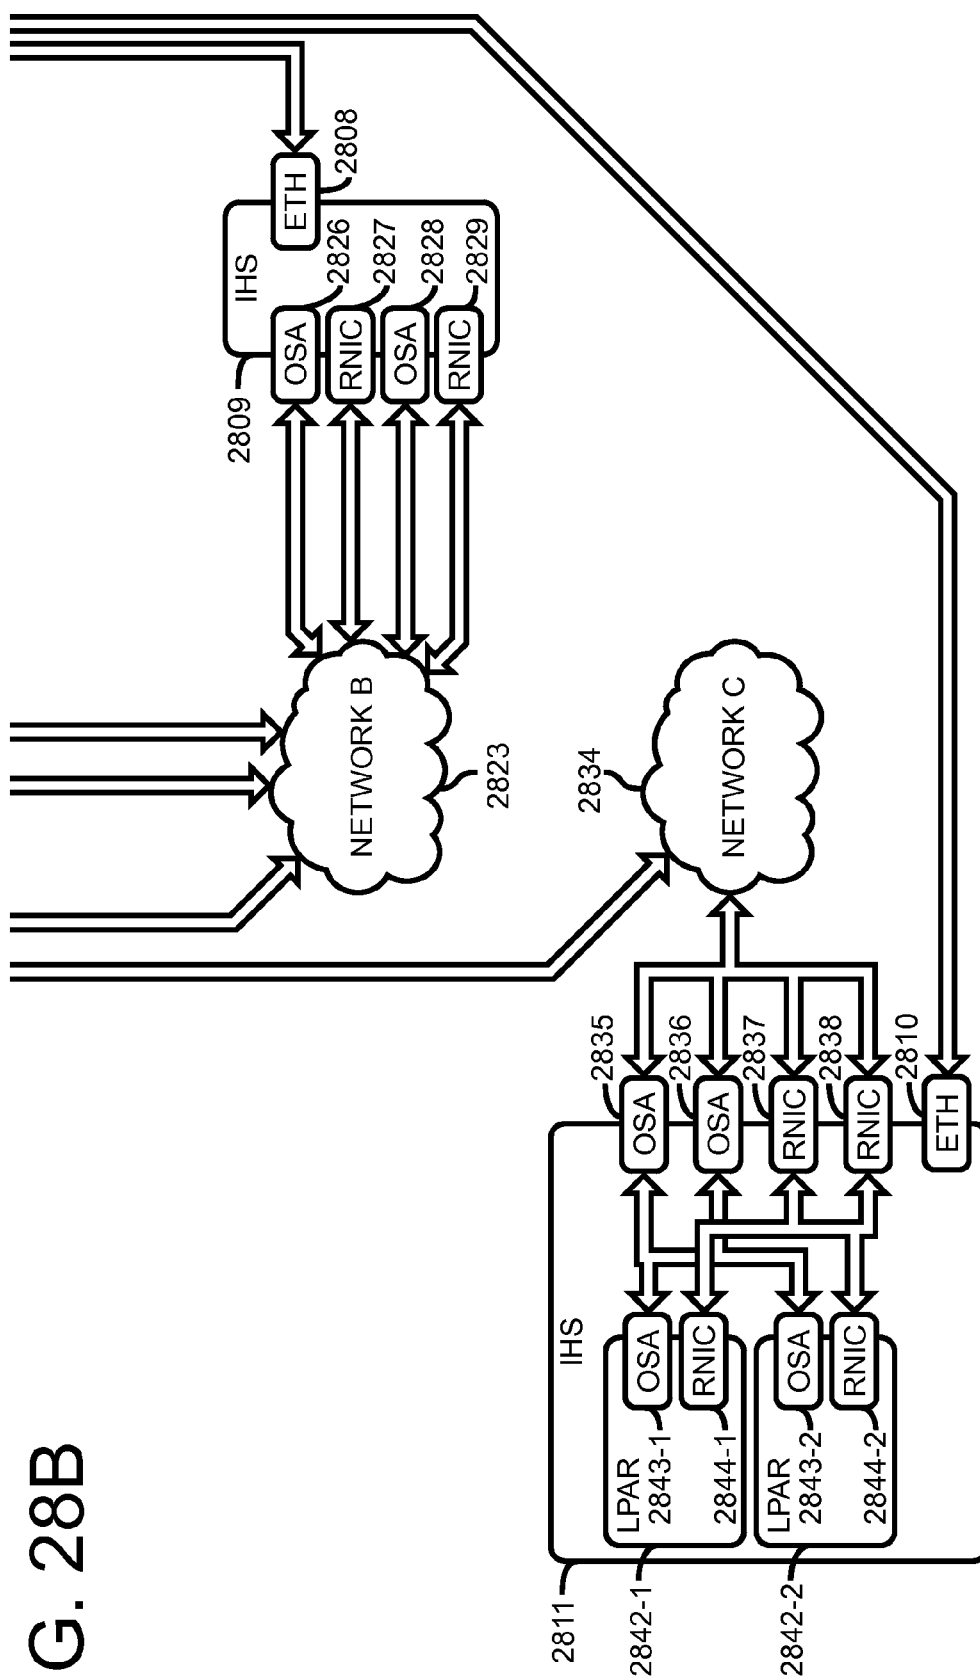 G. 28B
2811
2842-1
2842-2
IHS
LPAR
2843-1
2844-1
OSA
RNIC
LPAR
2843-2
2844-2
OSA
RNIC
2835
2836
2837
2838
2810
OSA
OSA
RNIC
RNIC
ETH
2834
NETWORK C
NETWORK B
2823
2809
IHS
OSA
RNIC
OSA
RNIC
2826
2827
2828
2829
ETH
2808